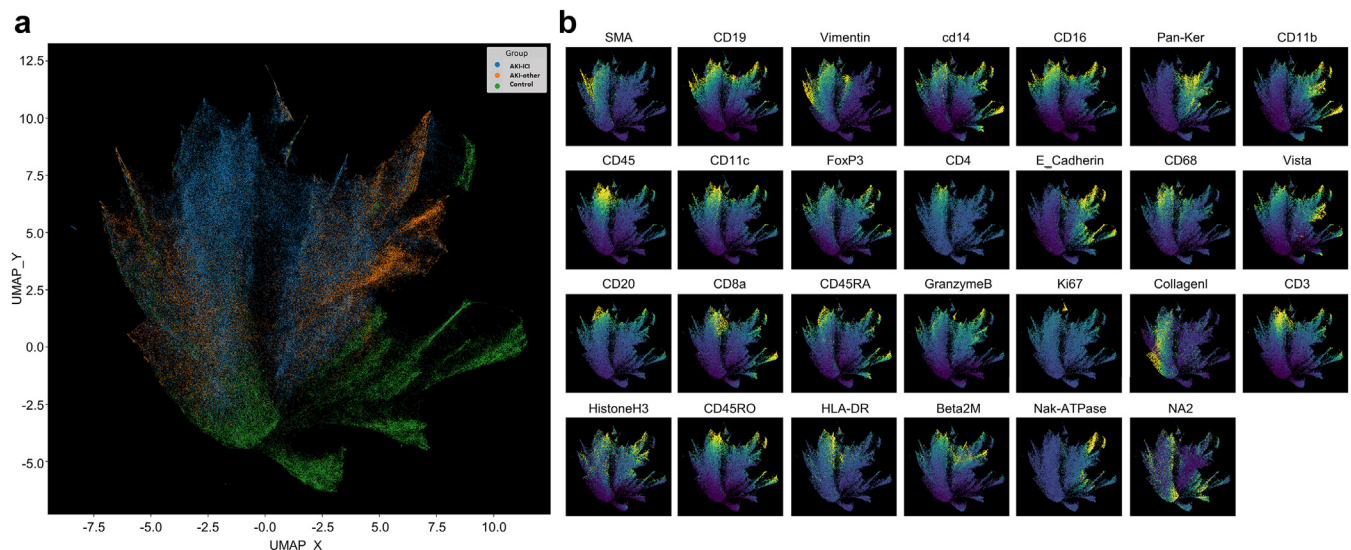 a
Group
AKI-ICI
AKI-other
Control
12.5
10.0
7.5
5.0
2.5
0.0
-2.5
-5.0
UMAP_Y
-7.5 -5.0 -2.5 -0.0 2.5 5.0 7.5 10.0
UMAP_X
b
SMA CD19 Vimentin cd14 CD16 Pan-Ker CD11b
CD45 CD11c FoxP3 CD4 E_Cadherin CD68 Vista
CD20 CD8a CD45RA GranzymeB Ki67 CollagenI CD3
HistoneH3 CD45RO HLA-DR Beta2M Nak-ATPase NA2